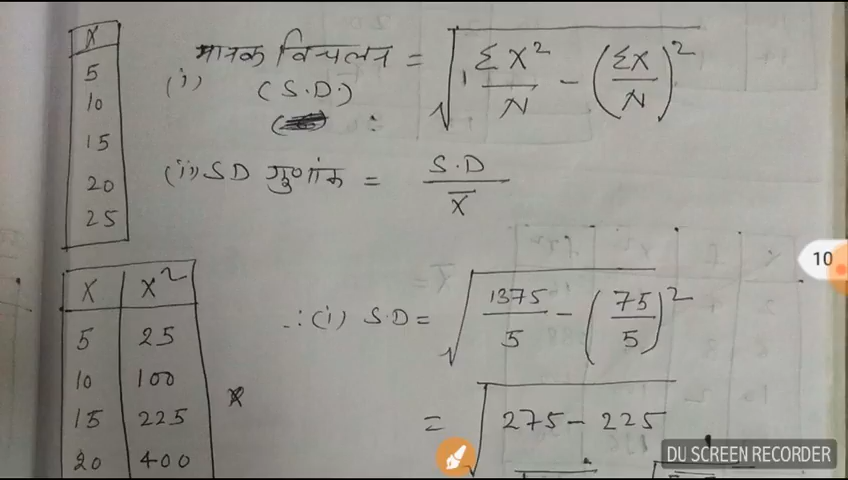 X
5
10
15
20
25
मानक विचलन = √ΣX²/N − (ΣX/N)²
(i) (S.D.)
:
(ii) SD गुणांक = S.D/X̄
X X²
5 25
10 100
15 225
20 400
∴ (i) S.D = √1375/5 − (75/5)²
= √275 − 225
10
DU SCREEN RECORDER